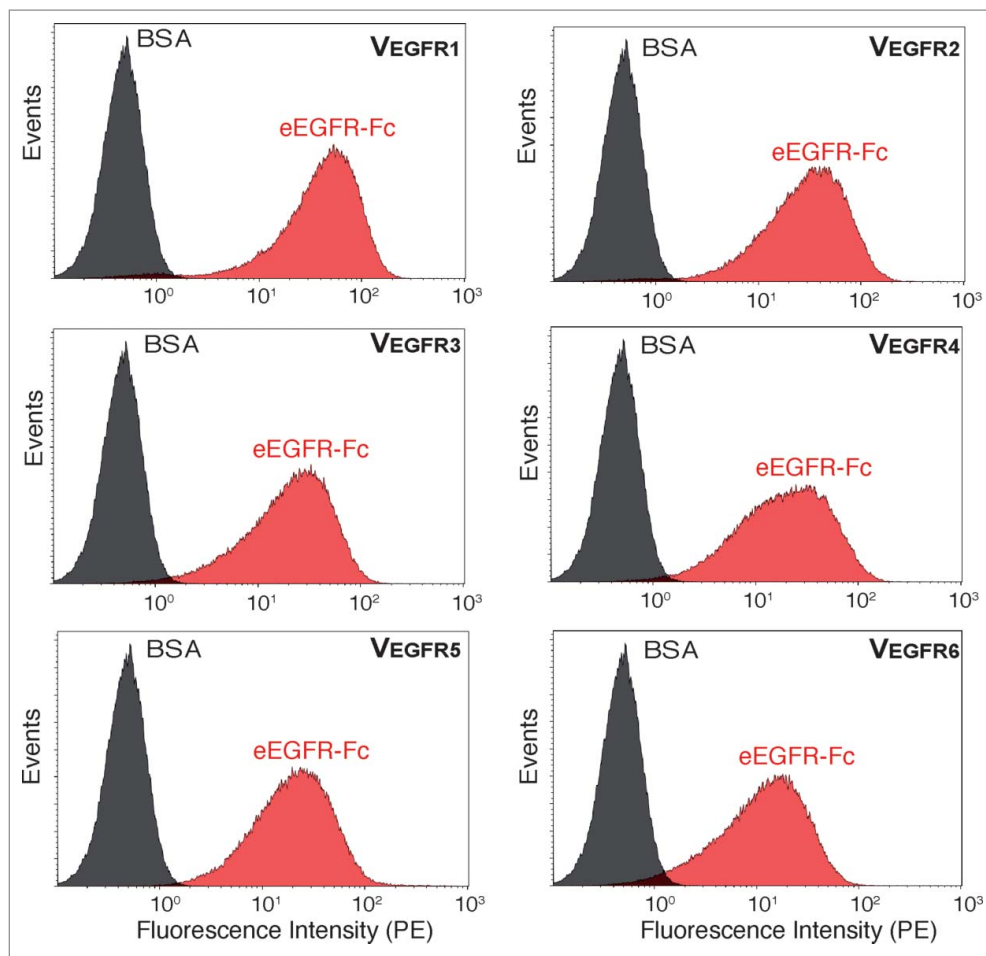 BSA VEGFR1
eEGFR-Fc
Events
10⁰ 10¹ 10² 10³
BSA VEGFR2
eEGFR-Fc
Events
10⁰ 10¹ 10² 10³
BSA VEGFR3
eEGFR-Fc
Events
10⁰ 10¹ 10² 10³
BSA VEGFR4
eEGFR-Fc
Events
10⁰ 10¹ 10² 10³
BSA VEGFR5
eEGFR-Fc
Events
10⁰ 10¹ 10² 10³
Fluorescence Intensity (PE)
BSA VEGFR6
eEGFR-Fc
Events
10⁰ 10¹ 10² 10³
Fluorescence Intensity (PE)